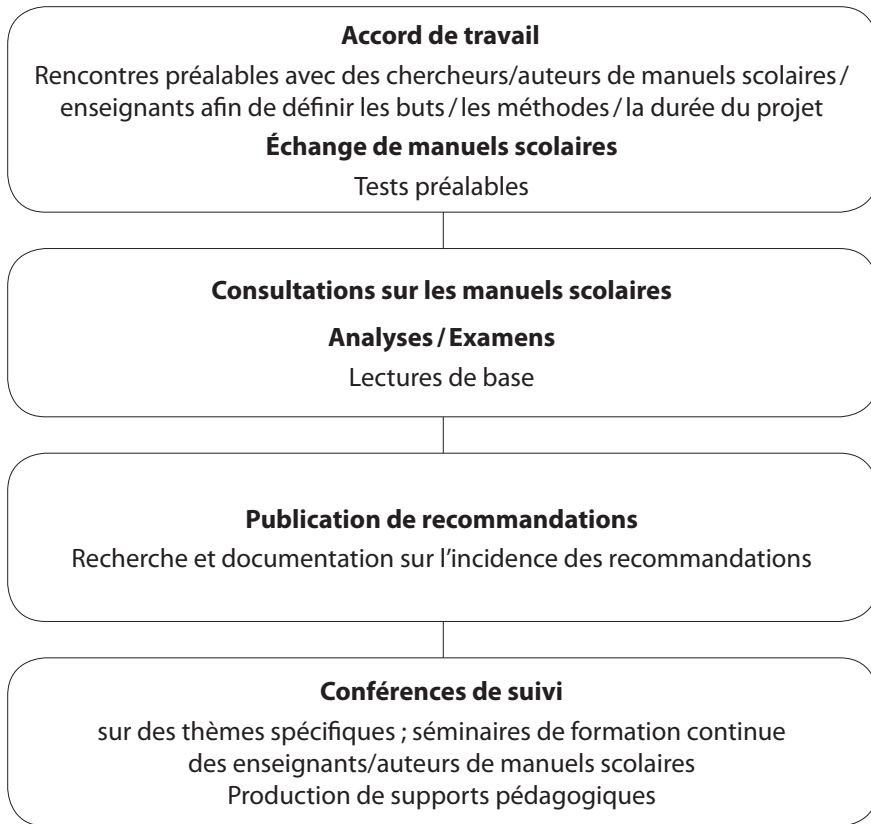 Accord de travail
Rencontres préalables avec des chercheurs/auteurs de manuels scolaires/
enseignants afin de définir les buts/les méthodes/la durée du projet
Échange de manuels scolaires
Tests préalables
Consultations sur les manuels scolaires
Analyses/Examens
Lectures de base
Publication de recommandations
Recherche et documentation sur l’incidence des recommandations
Conférences de suivi
sur des thèmes spécifiques ; séminaires de formation continue
des enseignants/auteurs de manuels scolaires
Production de supports pédagogiques